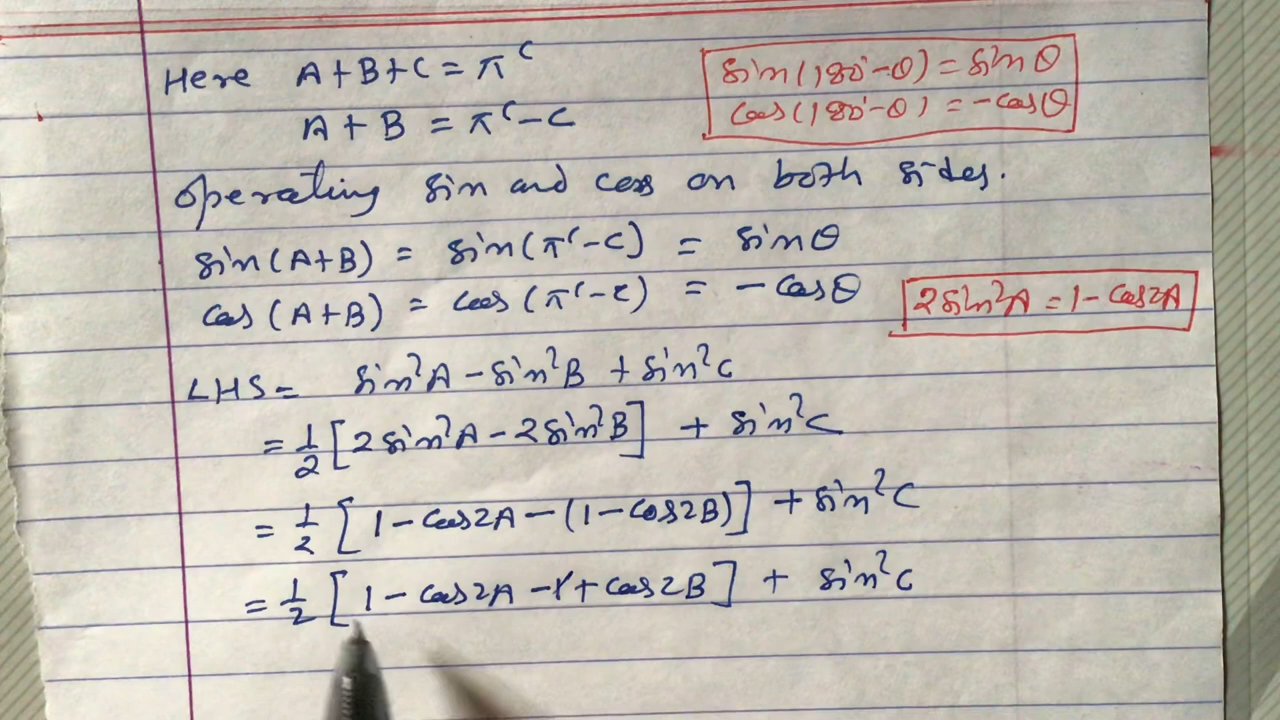 Here A+B+C = π^c
sin(180°-θ) = sinθ
A + B = π^c - C
cos(180°-θ) = -cosθ
operating sin and cos on both sides.
sin(A+B) = sin(π^c-C) = sinθ
cos(A+B) = cos(π^c-C) = -cosθ
2sin²A = 1-cos2A
LHS = sin²A - sin²B + sin²C
= 1/2 [2sin²A - 2sin²B] + sin²C
= 1/2 [1-cos2A-(1-cos2B)] + sin²C
= 1/2 [1-cos2A-1+cos2B] + sin²C